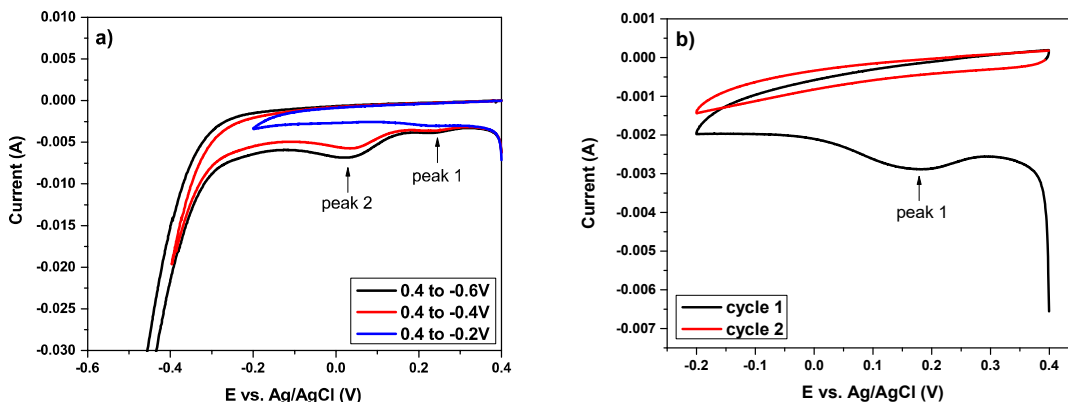 a)
0.010
0.005
0.000
-0.005
-0.010
-0.015
-0.020
-0.025
-0.030
Current (A)
peak 1
peak 2
0.4 to -0.6V
0.4 to -0.4V
0.4 to -0.2V
-0.6 -0.4 -0.2 0.0 0.2 0.4
E vs. Ag/AgCl (V)
b)
0.001
0.000
-0.001
-0.002
-0.003
-0.004
-0.005
-0.006
-0.007
Current (A)
peak 1
cycle 1
cycle 2
-0.2 -0.1 0.0 0.1 0.2 0.3 0.4
E vs. Ag/AgCl (V)